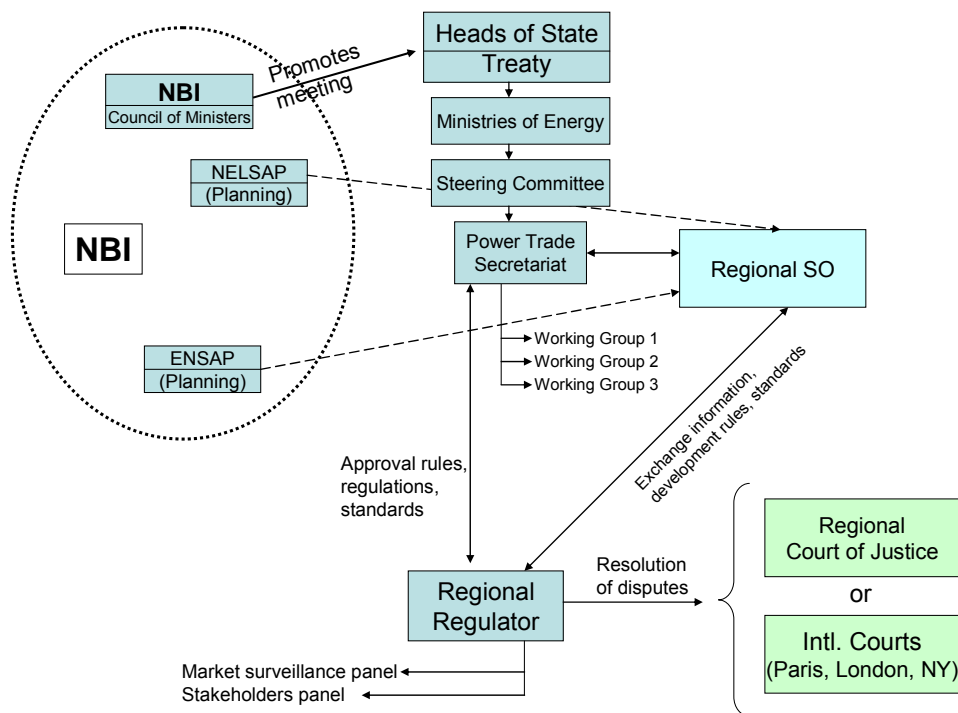 Heads of State
Treaty
Promotes
meeting
NBI
Council of Ministers
Ministries of Energy
NELSAP
(Planning)
Steering Committee
NBI
Power Trade
Secretariat
Regional SO
Working Group 1
Working Group 2
Working Group 3
ENSAP
(Planning)
Exchange information,
development rules, standards
Approval rules,
regulations,
standards
Regional
Court of Justice
or
Intl. Courts
(Paris, London, NY)
Resolution
of disputes
Regional
Regulator
Market surveillance panel
Stakeholders panel